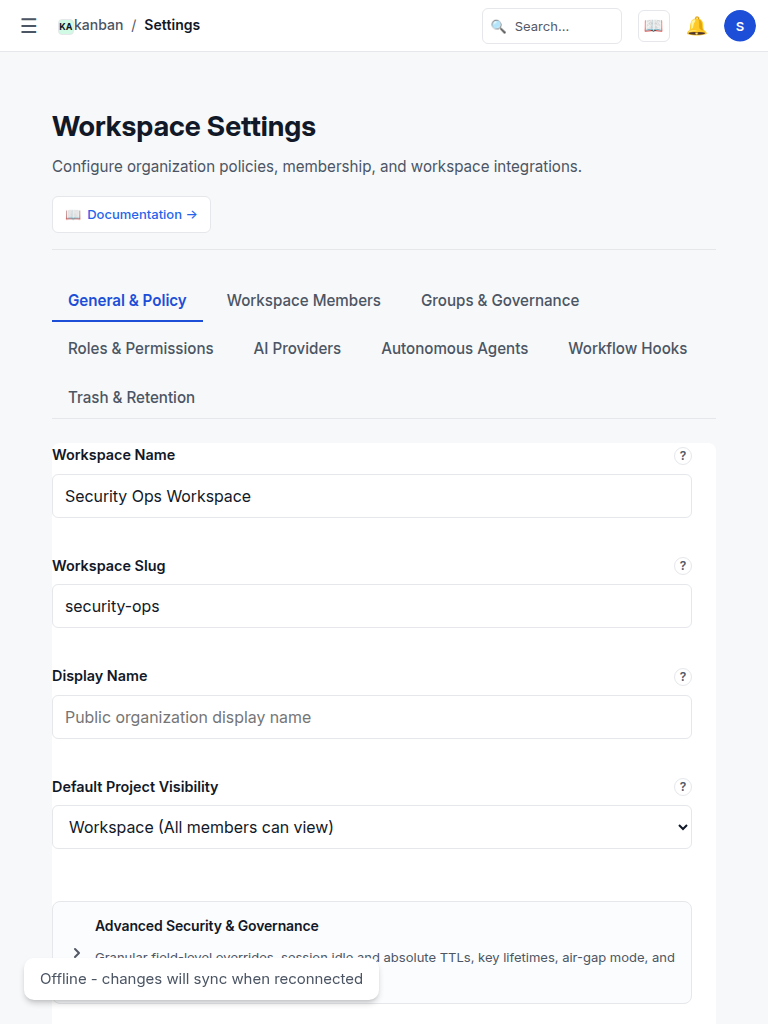 ☰ KA kanban / Settings
Search...
S
Workspace Settings
Configure organization policies, membership, and workspace integrations.
Documentation →
General & Policy
Workspace Members
Groups & Governance
Roles & Permissions
AI Providers
Autonomous Agents
Workflow Hooks
Trash & Retention
Workspace Name
?
Security Ops Workspace
Workspace Slug
?
security-ops
Display Name
?
Public organization display name
Default Project Visibility
?
Workspace (All members can view)
Advanced Security & Governance
Granular field-level overrides, session idle and absolute TTLs, key lifetimes, air-gap mode, and
Offline - changes will sync when reconnected